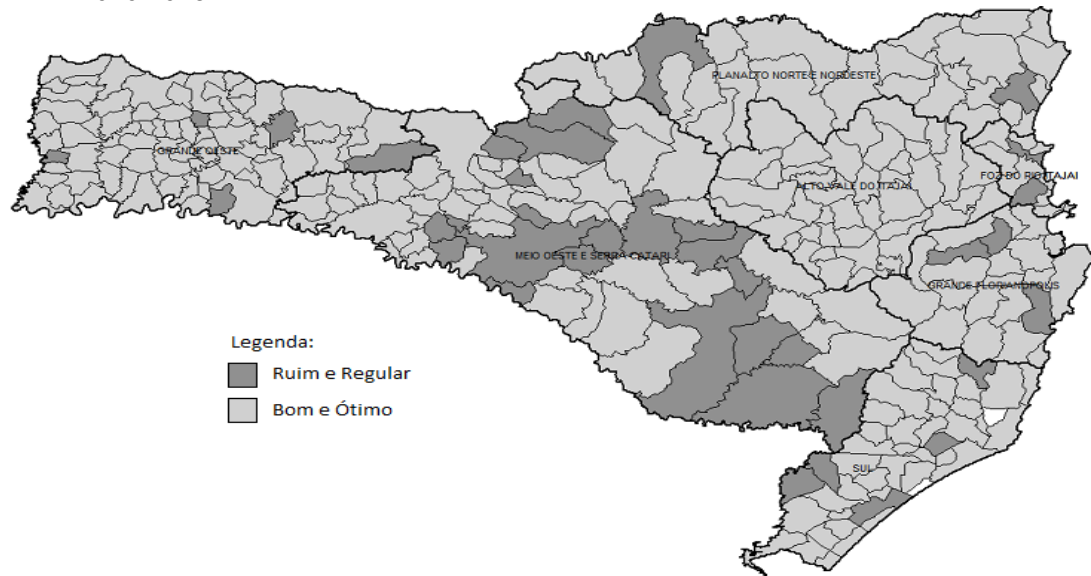 PLANALTO NORTE E NORDESTE
GRANDE OESTE
FOZ DO RIO ITAJAI
ALTO VALE DO ITAJAI
MEIO OESTE E SERRA CATARI
GRANDE FLORIANOPOLIS
Legenda:
Ruim e Regular
Bom e Ótimo
SUL